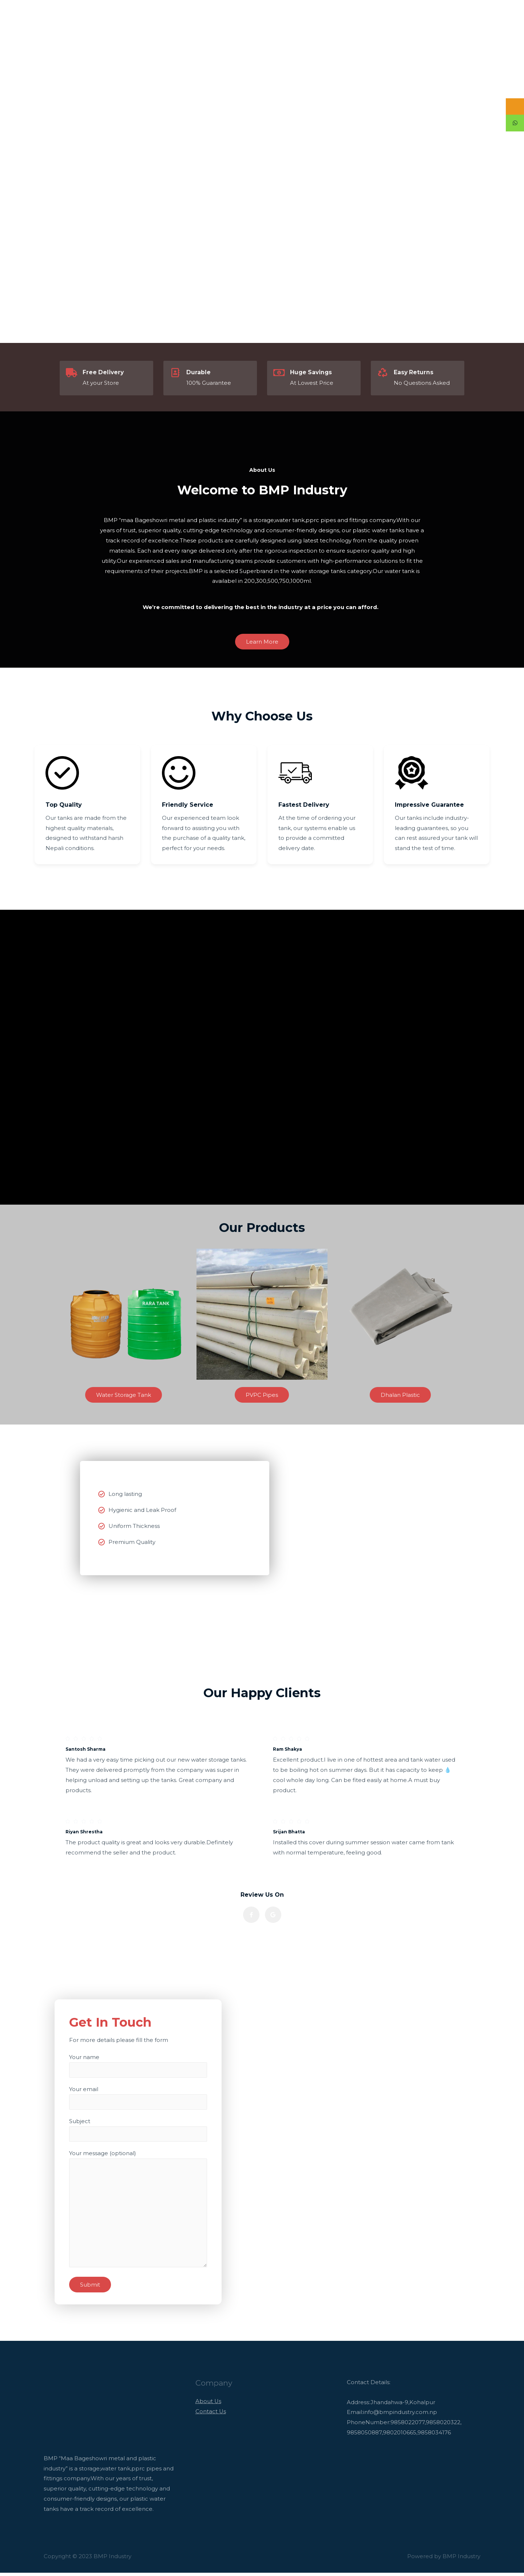 Free Delivery
At your Store
Durable
100% Guarantee
Huge Savings
At Lowest Price
Easy Returns
No Questions Asked
About Us
Welcome to BMP Industry
BMP “maa Bageshown metal and plastic industry” is a storage,water tank,pprc pipes and fittings company.With our
years of trust, superior quality, cutting-edge technology and consumer-friendly designs, our plastic water tanks have a
track record of excellence.These products are carefully designed using latest technology from the quality proven
materials. Each and every range delivered only after the rigorous inspection to ensure superior quality and high
utility.Our experienced sales and manufacturing teams provide customers with high-performance solutions to fit the
requirements of their projects.BMP is a selected Superbrand in the water storage tanks category.Our water tank is
availabel in 200,300,500,750,1000ml.
We’re committed to delivering the best in the industry at a price you can afford.
Learn More
Why Choose Us
Top Quality
Our tanks are made from the
highest quality materials,
designed to withstand harsh
Nepali conditions.
Friendly Service
Our experienced team look
forward to assisting you with
the purchase of a quality tank,
perfect for your needs.
Fastest Delivery
At the time of ordering your
tank, our systems enable us
to provide a committed
delivery date.
Impressive Guarantee
Our tanks include industry-
leading guarantees, so you
can rest assured your tank will
stand the test of time.
Our Products
NABA TANK
Water Storage Tank
PVPC Pipes
Dhalan Plastic
Long lasting
Hygienic and Leak Proof
Uniform Thickness
Premium Quality
Our Happy Clients
Santosh Sharma
We had a very easy time picking out our new water storage tanks.
They were delivered promptly from the company was super in
helping unload and setting up the tanks. Great company and
products.
Ram Shakya
Excellent product.I live in one of hottest area and tank water used
to be boiling hot on summer days. But it has capacity to keep 💧
cool whole day long. Can be fited easily at home.A must buy
product.
Riyan Shrestha
The product quality is great and looks very durable.Definitely
recommend the seller and the product.
Srijan Bhatta
Installed this cover during summer session water came from tank
with normal temperature, feeling good.
Review Us On
Get In Touch
For more details please fill the form
Your name
Your email
Subject
Your message (optional)
Submit
BMP “Maa Bageshown metal and plastic
industry” is a storage,water tank,pprc pipes and
fittings company.With our years of trust,
superior quality, cutting-edge technology and
consumer-friendly designs, our plastic water
tanks have a track record of excellence.
Company
About Us
Contact Us
Contact Details
Address:Jhandahwa-9,Kohalpur
Email:info@bmpindustry.com.np
PhoneNumber:9858022077,9858020322,
9858050887,9802010665,9858034176
Copyright © 2023 BMP Industry
Powered by BMP Industry